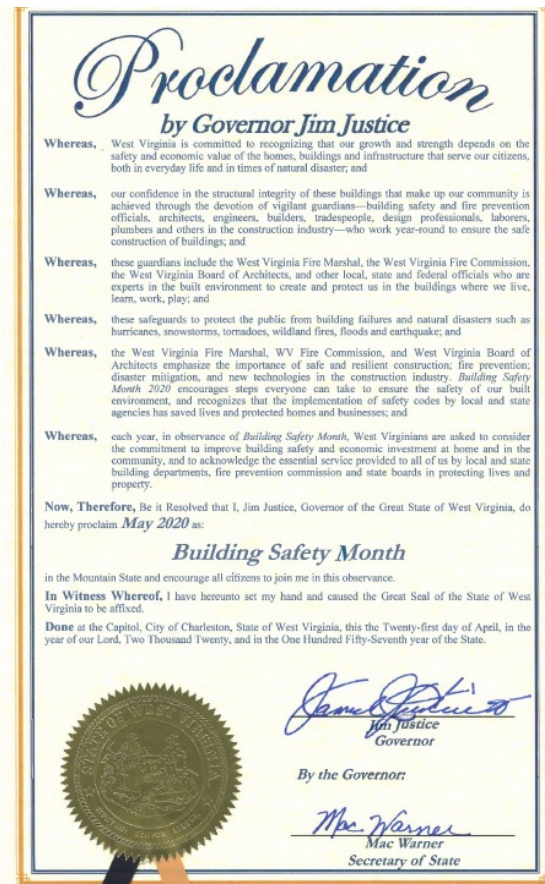 Proclamation
by Governor Jim Justice
Whereas, West Virginia is committed to recognizing that our growth and strength depends on the
safety and economic value of the homes, buildings and infrastructure that serve our citizens,
both in everyday life and in times of natural disaster; and
Whereas, our confidence in the structural integrity of these buildings that make up our community is
achieved through the devotion of vigilant guardians—building safety and fire prevention
officials, architects, engineers, builders, tradespeople, design professionals, laborers,
plumbers and others in the construction industry—who work year-round to ensure the safe
construction of buildings; and
Whereas, these guardians include the West Virginia Fire Marshal, the West Virginia Fire Commission,
the West Virginia Board of Architects, and other local, state and federal officials who are
experts in the built environment to create and protect us in the buildings where we live,
learn, work, play; and
Whereas, these safeguards to protect the public from building failures and natural disasters such as
hurricanes, snowstorms, tornadoes, wildland fires, floods and earthquake; and
Whereas, the West Virginia Fire Marshal, WV Fire Commission, and West Virginia Board of
Architects emphasize the importance of safe and resilient construction; fire prevention;
disaster mitigation, and new technologies in the construction industry. Building Safety
Month 2020 encourages steps everyone can take to ensure the safety of our built
environment, and recognizes that the implementation of safety codes by local and state
agencies has saved lives and protected homes and businesses; and
Whereas, each year, in observance of Building Safety Month, West Virginians are asked to consider
the commitment to improve building safety and economic investment at home and in the
community, and to acknowledge the essential service provided to all of us by local and state
building departments, fire prevention commission and state boards in protecting lives and
property.
Now, Therefore, Be it Resolved that I, Jim Justice, Governor of the Great State of West Virginia, do
hereby proclaim May 2020 as:
Building Safety Month
in the Mountain State and encourage all citizens to join me in this observance.
In Witness Whereof, I have hereunto set my hand and caused the Great Seal of the State of West
Virginia to be affixed.
Done at the Capitol, City of Charleston, State of West Virginia, this the Twenty-first day of April, in the
year of our Lord, Two Thousand Twenty, and in the One Hundred Fifty-Seventh year of the State.
Jim Justice
Governor
By the Governor:
Mac Warner
Mac Warner
Secretary of State
STATE OF WEST VIRGINIA